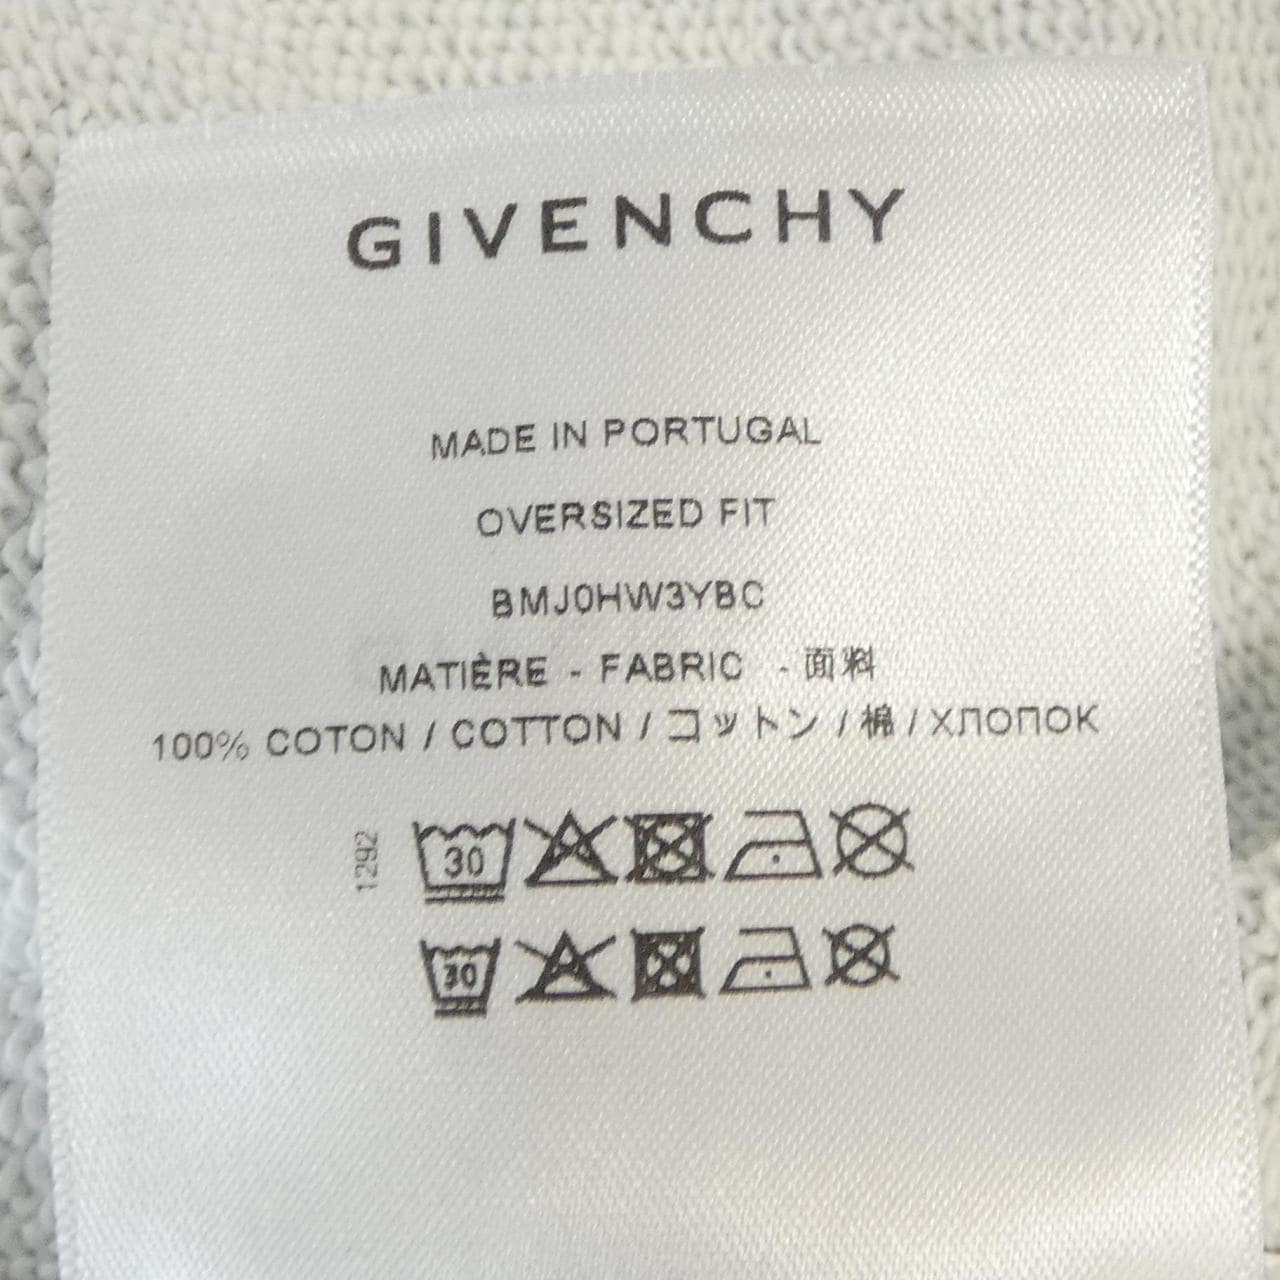 GIVENCHY
MADE IN PORTUGAL
OVERSIZED FIT
BMJ0HW3YBC
MATIÈRE - FABRIC - 面料
100% COTON / COTTON / コットン / 棉 / ХЛОПОК
1292
30
30